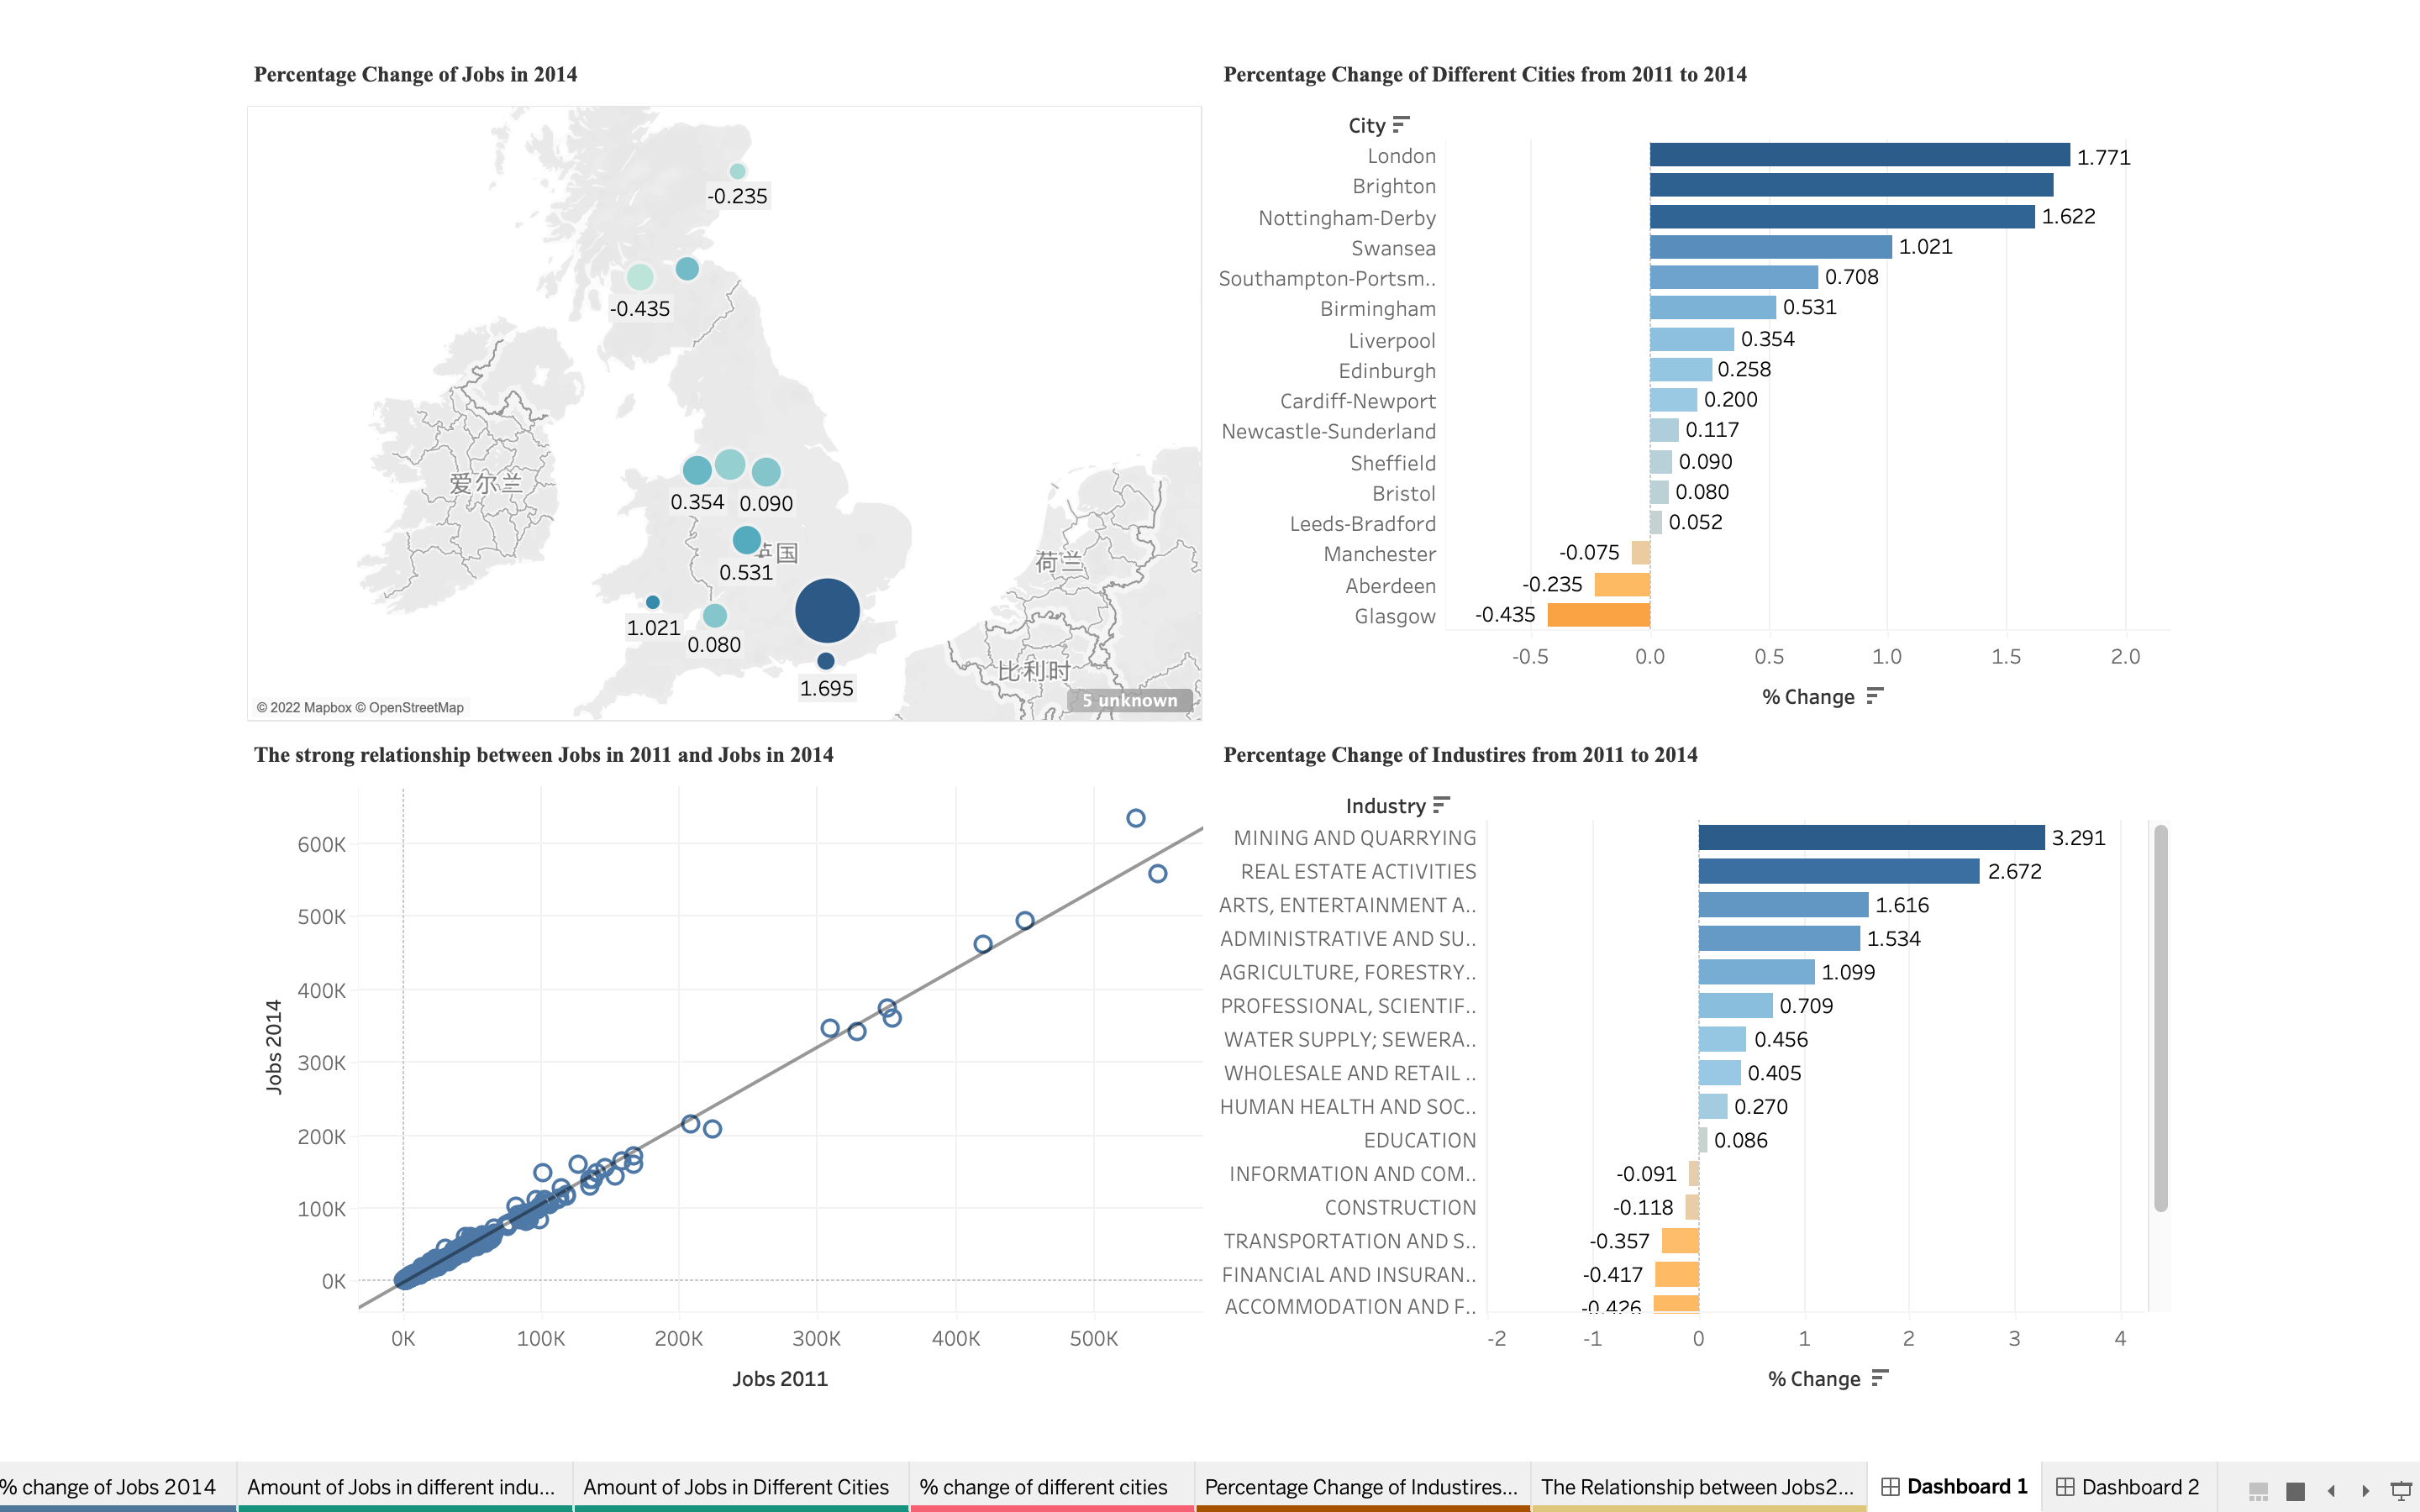 Percentage Change of Jobs in 2014
-0.235
-0.435
爱尔兰
0.354
0.090
国
0.531
荷兰
1.021
0.080
1.695
比利时
© 2022 Mapbox © OpenStreetMap
5 unknown
Percentage Change of Different Cities from 2011 to 2014
City
London 1.771
Brighton
Nottingham-Derby 1.622
Swansea 1.021
Southampton-Portsm.. 0.708
Birmingham 0.531
Liverpool 0.354
Edinburgh 0.258
Cardiff-Newport 0.200
Newcastle-Sunderland 0.117
Sheffield 0.090
Bristol 0.080
Leeds-Bradford 0.052
Manchester -0.075
Aberdeen -0.235
Glasgow -0.435
-0.5 0.0 0.5 1.0 1.5 2.0
% Change
The strong relationship between Jobs in 2011 and Jobs in 2014
Jobs 2014
600K
500K
400K
300K
200K
100K
0K
0K 100K 200K 300K 400K 500K
Jobs 2011
Percentage Change of Industires from 2011 to 2014
Industry
MINING AND QUARRYING 3.291
REAL ESTATE ACTIVITIES 2.672
ARTS, ENTERTAINMENT A.. 1.616
ADMINISTRATIVE AND SU.. 1.534
AGRICULTURE, FORESTRY.. 1.099
PROFESSIONAL, SCIENTIF.. 0.709
WATER SUPPLY; SEWERA.. 0.456
WHOLESALE AND RETAIL .. 0.405
HUMAN HEALTH AND SOC.. 0.270
EDUCATION 0.086
INFORMATION AND COM.. -0.091
CONSTRUCTION -0.118
TRANSPORTATION AND S.. -0.357
FINANCIAL AND INSURAN.. -0.417
ACCOMMODATION AND F.. -0.426
-2 -1 0 1 2 3 4
% Change
% change of Jobs 2014
Amount of Jobs in different indu...
Amount of Jobs in Different Cities
% change of different cities
Percentage Change of Industires...
The Relationship between Jobs2...
Dashboard 1
Dashboard 2